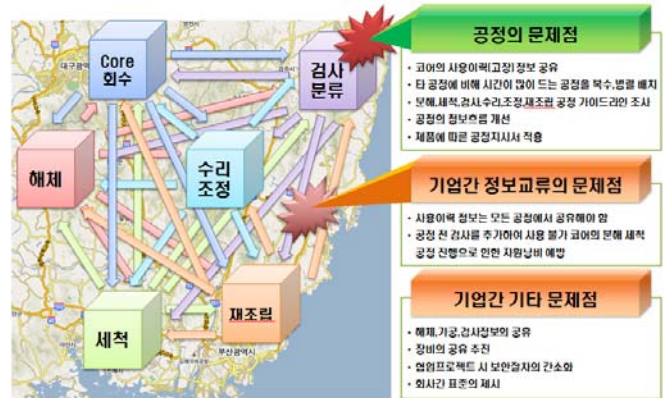 Core
회수
검사
분류
해체
수리
조정
세척
재조립
대구광역
부산광역시
공정의 문제점
• 코어의 사용이력(고장) 정보 공유
• 타 공정에 비해 시간이 많이 드는 공정을 복수,병렬 배치
• 분해,세척,검사,수리,조정,재조립 공정 가이드라인 조사
• 공정의 정보흐름 개선
• 제품에 따른 공정지시서 적용
기업간 정보교류의 문제점
• 사용이력 정보는 모든 공정에서 공유해야 함
• 공정 전 검사를 추가하여 사용 불가 코어의 분해 세척
공정 진행으로 인한 자원낭비 예방
기업간 기타 문제점
• 해체,가공,검사정보의 공유
• 장비의 공유 추진
• 협업프로젝트 시 보안절차의 간소화
• 회사간 표준의 제시